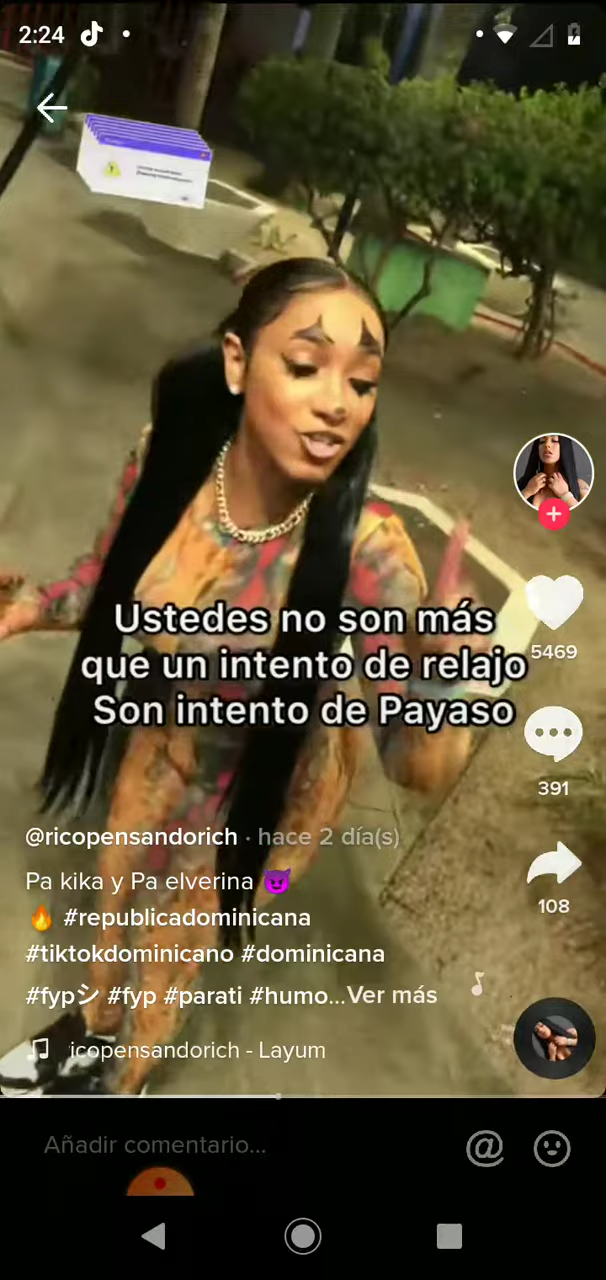 2:24
Ustedes no son más
que un intento de relajo
Son intento de Payaso
5469
391
@ricopensandorich · hace 2 día(s)
108
Pa kika y Pa elverina 😈
🔥 #republicadominicana
#tiktokdominicano #dominicana
#fypシ #fyp #parati #humo...Ver más
icopensandorich - Layum
Añadir comentario...
@